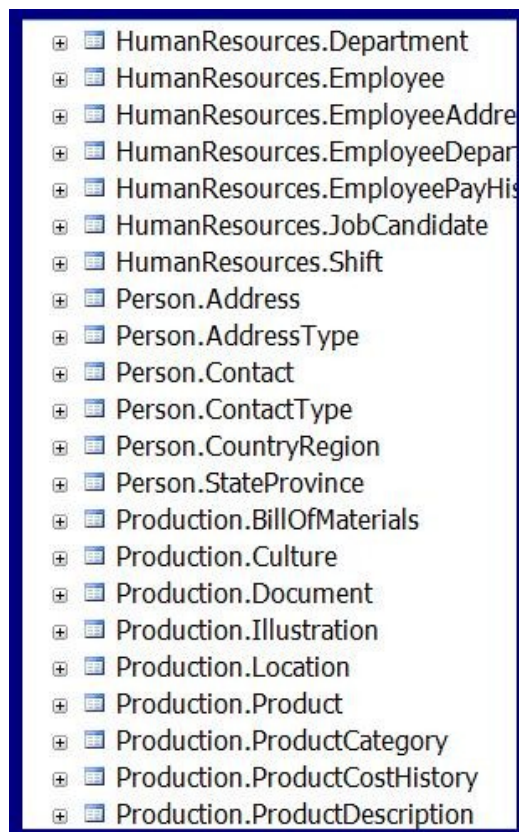 HumanResources.Department
HumanResources.Employee
HumanResources.EmployeeAddre
HumanResources.EmployeeDepar
HumanResources.EmployeePayHis
HumanResources.JobCandidate
HumanResources.Shift
Person.Address
Person.AddressType
Person.Contact
Person.ContactType
Person.CountryRegion
Person.StateProvince
Production.BillOfMaterials
Production.Culture
Production.Document
Production.Illustration
Production.Location
Production.Product
Production.ProductCategory
Production.ProductCostHistory
Production.ProductDescription